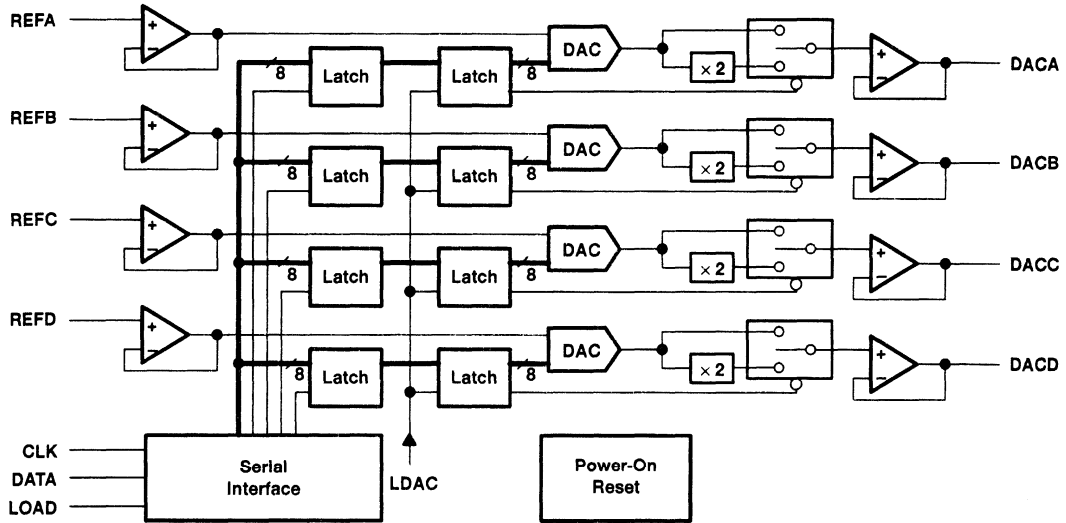 REFA
+
−
8
Latch
Latch
8
DAC
× 2
+
−
DACA
REFB
+
−
8
Latch
Latch
8
DAC
× 2
+
−
DACB
REFC
+
−
8
Latch
Latch
8
DAC
× 2
+
−
DACC
REFD
+
−
8
Latch
Latch
8
DAC
× 2
+
−
DACD
CLK
DATA
LOAD
Serial
Interface
LDAC
Power-On
Reset